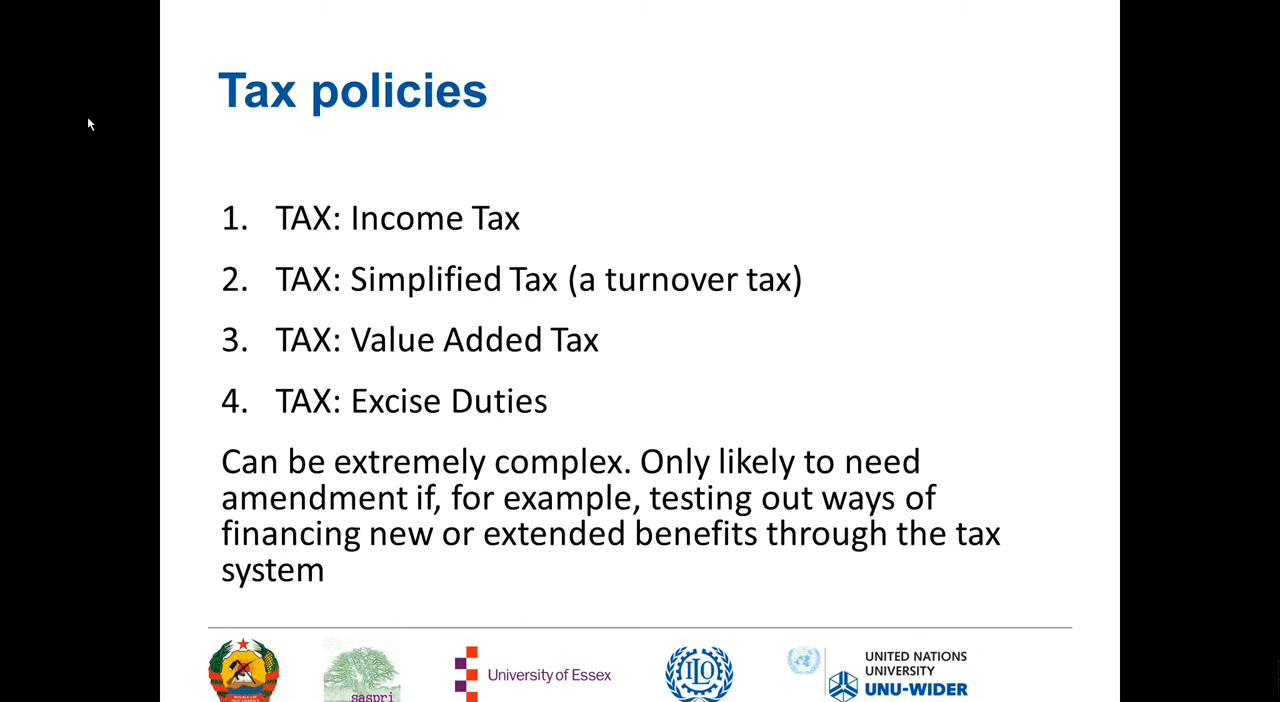 Tax policies
1. TAX: Income Tax
2. TAX: Simplified Tax (a turnover tax)
3. TAX: Value Added Tax
4. TAX: Excise Duties
Can be extremely complex. Only likely to need
amendment if, for example, testing out ways of
financing new or extended benefits through the tax
system
saspri
University of Essex
ILO
UNITED NATIONS
UNIVERSITY
UNU-WIDER